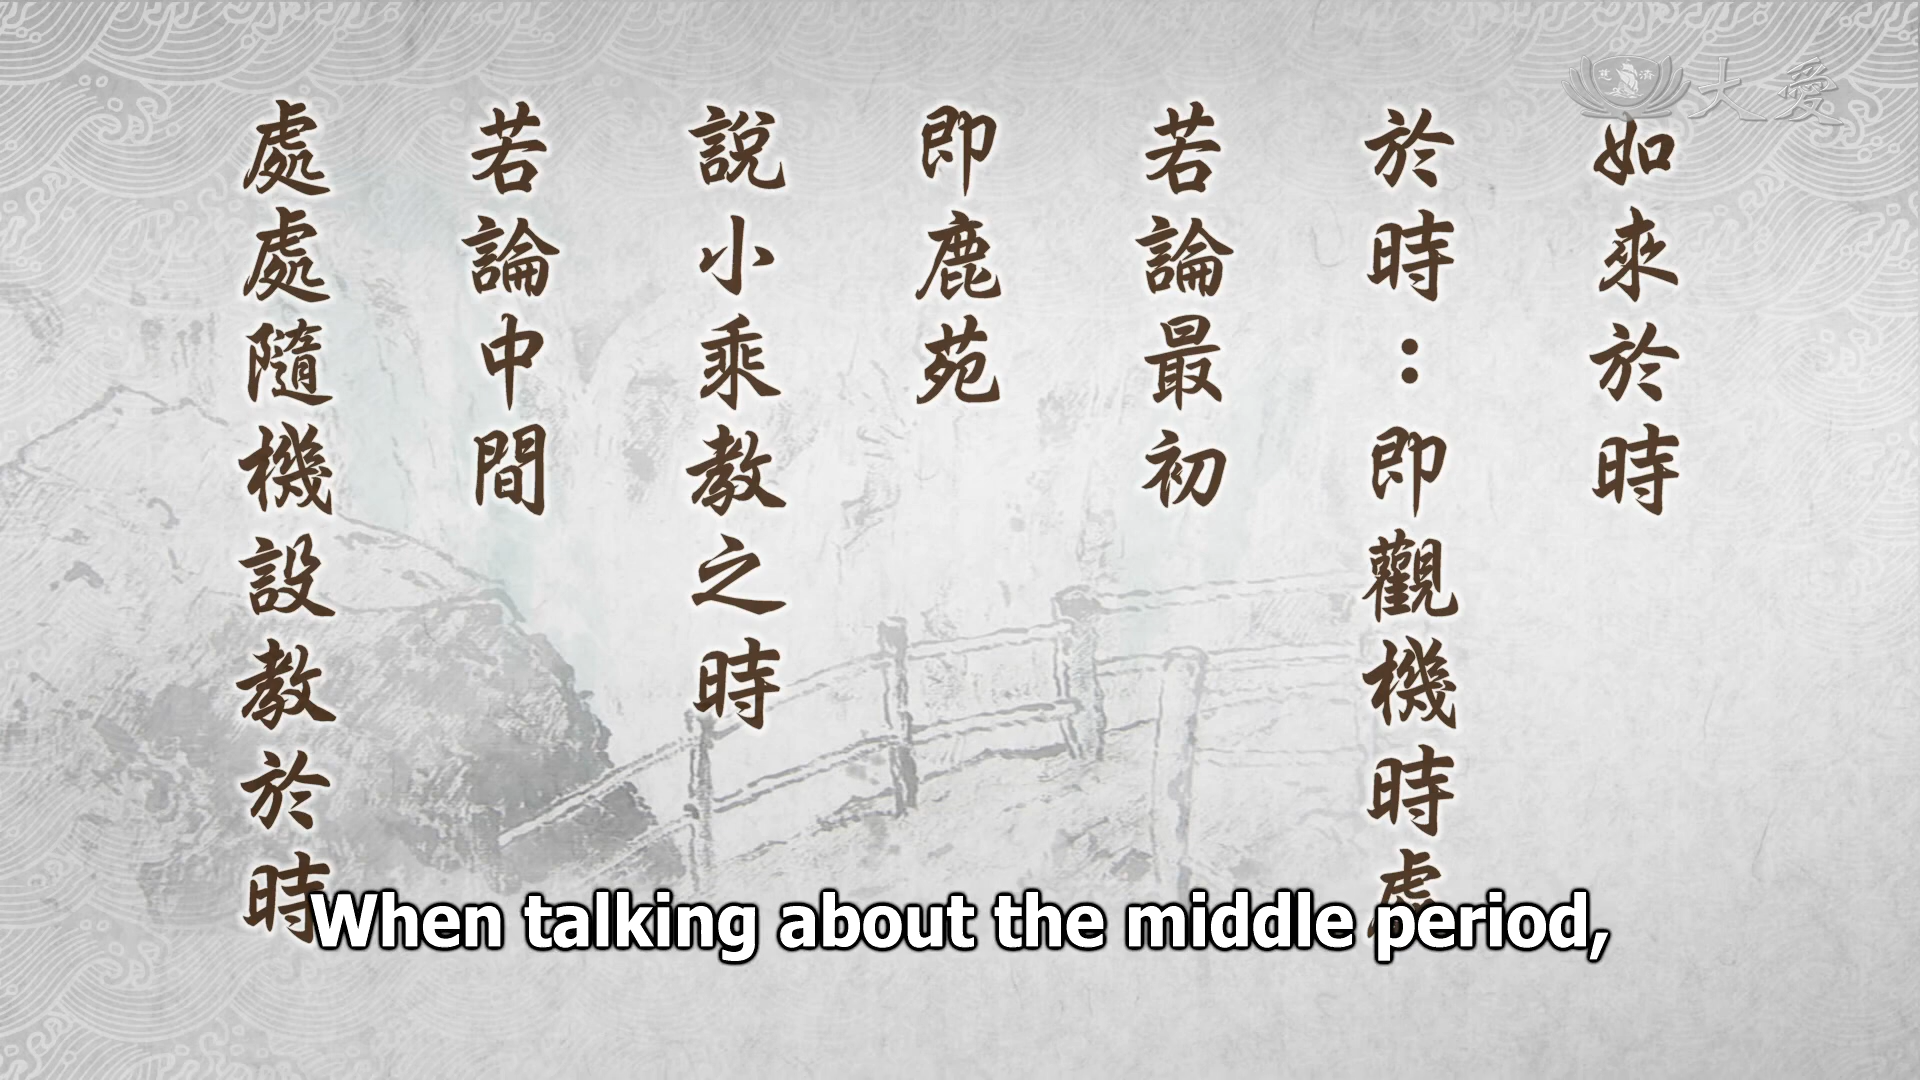 如來於時
於時：即觀機時處
若論最初
即鹿苑
說小乘教之時
若論中間
處處隨機設教於時
When talking about the middle period,
慈濟
大愛